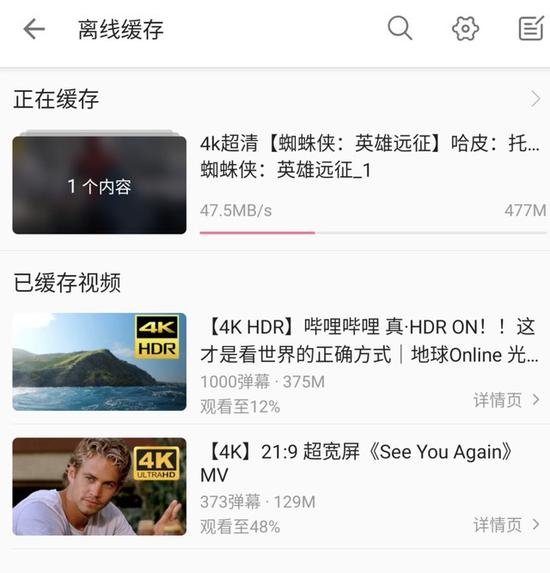 离线缓存
正在缓存
1 个内容
4k超清【蜘蛛侠：英雄远征】哈皮：托...
蜘蛛侠：英雄远征_1
47.5MB/s
477M
已缓存视频
4K
HDR
【4K HDR】哔哩哔哩 真·HDR ON！！这
才是看世界的正确方式｜地球Online 光...
1000弹幕 · 375M
观看至12%
详情页
4K
ULTRAHD
【4K】21:9 超宽屏《See You Again》
MV
373弹幕 · 129M
观看至48%
详情页